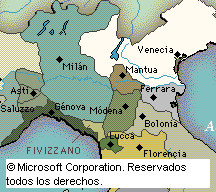 Venecia
Milán
Mantua
Asti
Ferrara
Saluzzo
Génova
Módena
Bolonia
Lucca
FIVIZZANO
Florencia
A
© Microsoft Corporation. Reservados
todos los derechos.